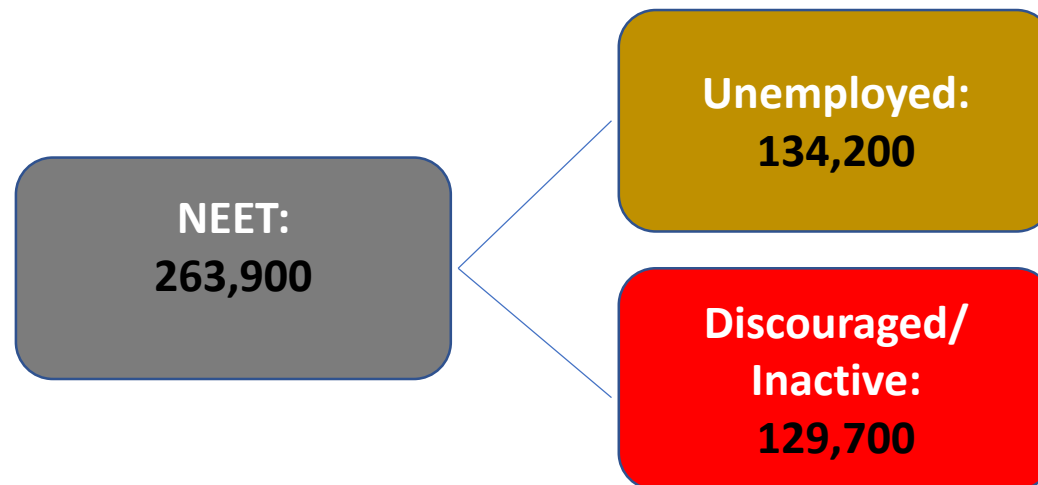 NEET:
263,900
Unemployed:
134,200
Discouraged/
Inactive:
129,700